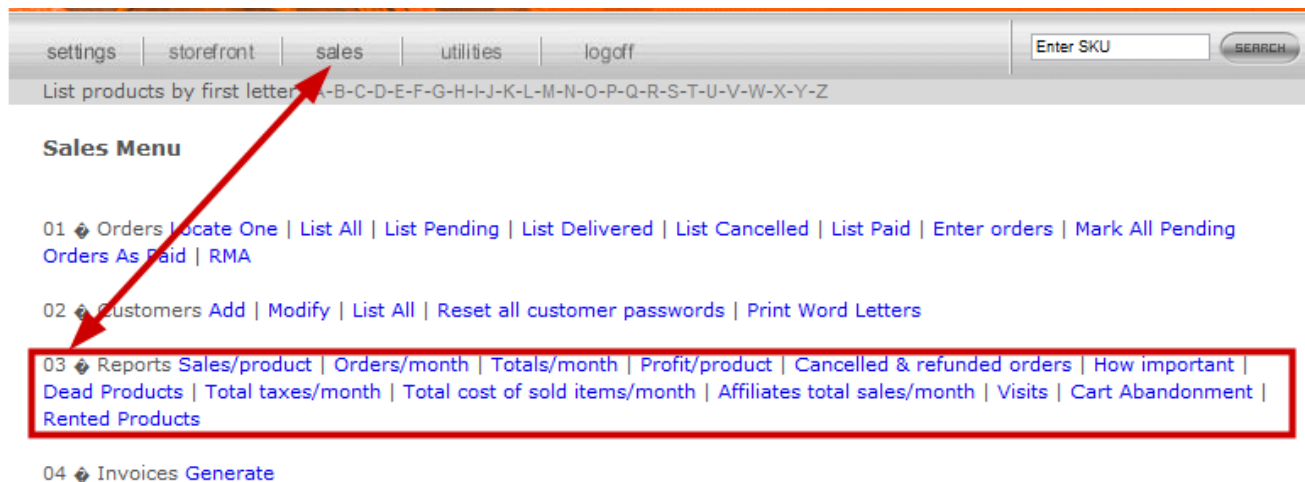 settings storefront sales utilities logoff Enter SKU SEARCH
List products by first letter A-B-C-D-E-F-G-H-I-J-K-L-M-N-O-P-Q-R-S-T-U-V-W-X-Y-Z
Sales Menu
01 � Orders Locate One | List All | List Pending | List Delivered | List Cancelled | List Paid | Enter orders | Mark All Pending
Orders As Paid | RMA
02 � Customers Add | Modify | List All | Reset all customer passwords | Print Word Letters
03 � Reports Sales/product | Orders/month | Totals/month | Profit/product | Cancelled & refunded orders | How important |
Dead Products | Total taxes/month | Total cost of sold items/month | Affiliates total sales/month | Visits | Cart Abandonment |
Rented Products
04 � Invoices Generate